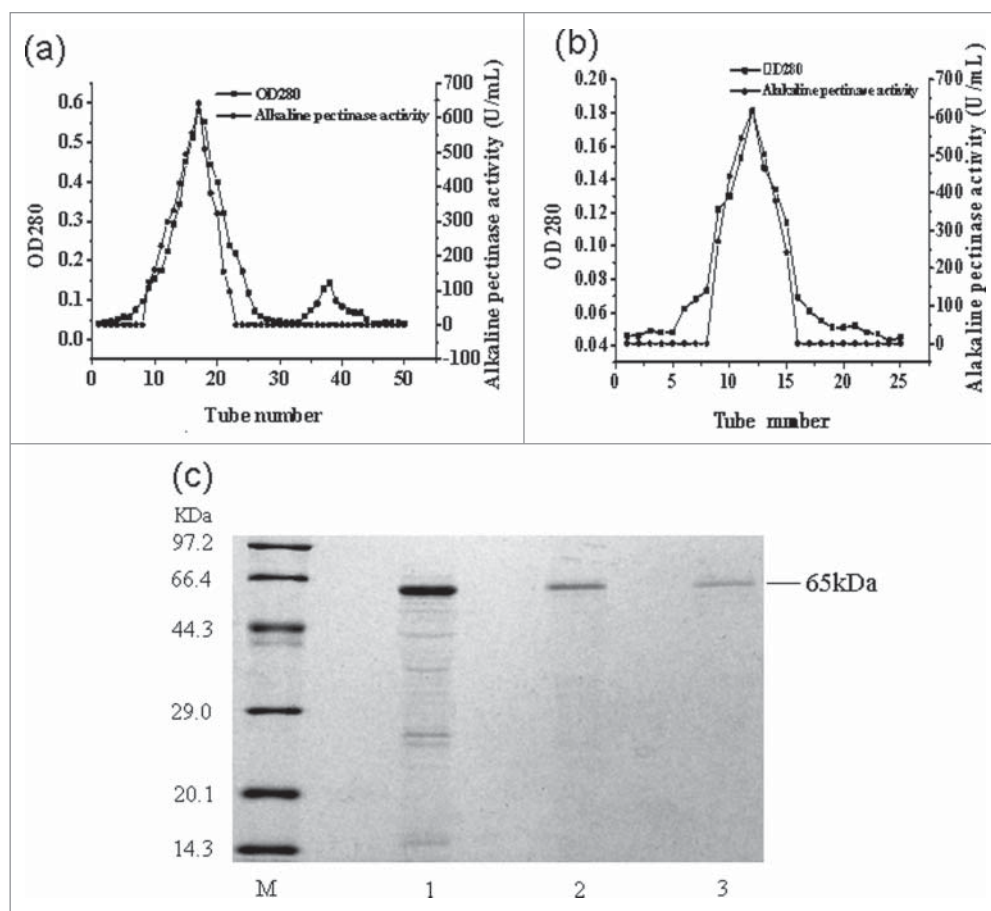 (a)
OD280
Alkaline pectinase activity
0.6
0.5
0.4
0.3
0.2
0.1
0.0
OD280
700
600
500
400
300
200
100
0
-100
Alkaline pectinase activity (U/mL)
0 10 20 30 40 50
Tube number
(b)
D280
Alalkaline pectinase activity
0.20
0.18
0.16
0.14
0.12
0.10
0.08
0.06
0.04
OD280
700
600
500
400
300
200
100
0
Alakaline pectinase activity (U/mL)
0 5 10 15 20 25
Tube number
(c)
KDa
97.2
66.4
44.3
29.0
20.1
14.3
65kDa
M 1 2 3